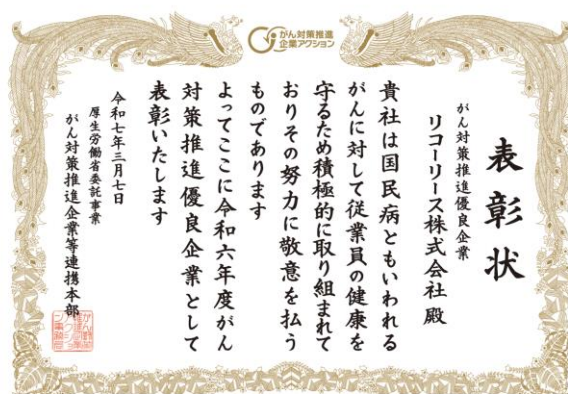 がん対策推進
企業アクション
表彰状
がん対策推進優良企業
リコーリース株式会社 殿
貴社は国民病ともいわれる
がんに対して従業員の健康を
守るため積極的に取り組まれて
おりその努力に敬意を払う
ものであります
よってここに令和六年度がん
対策推進優良企業として
表彰いたします
令和七年三月七日
厚生労働省委託事業
がん対策推進企業等連携本部